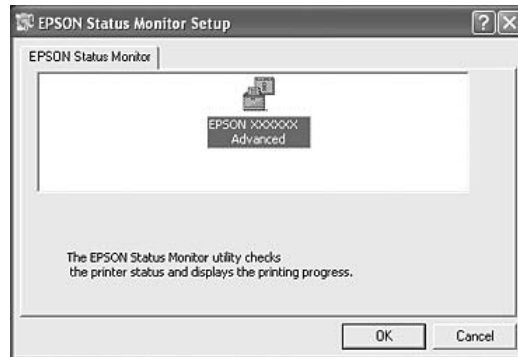 EPSON Status Monitor Setup
EPSON Status Monitor
EPSON XXXXXX
Advanced
The EPSON Status Monitor utility checks
the printer status and displays the printing progress.
OK
Cancel